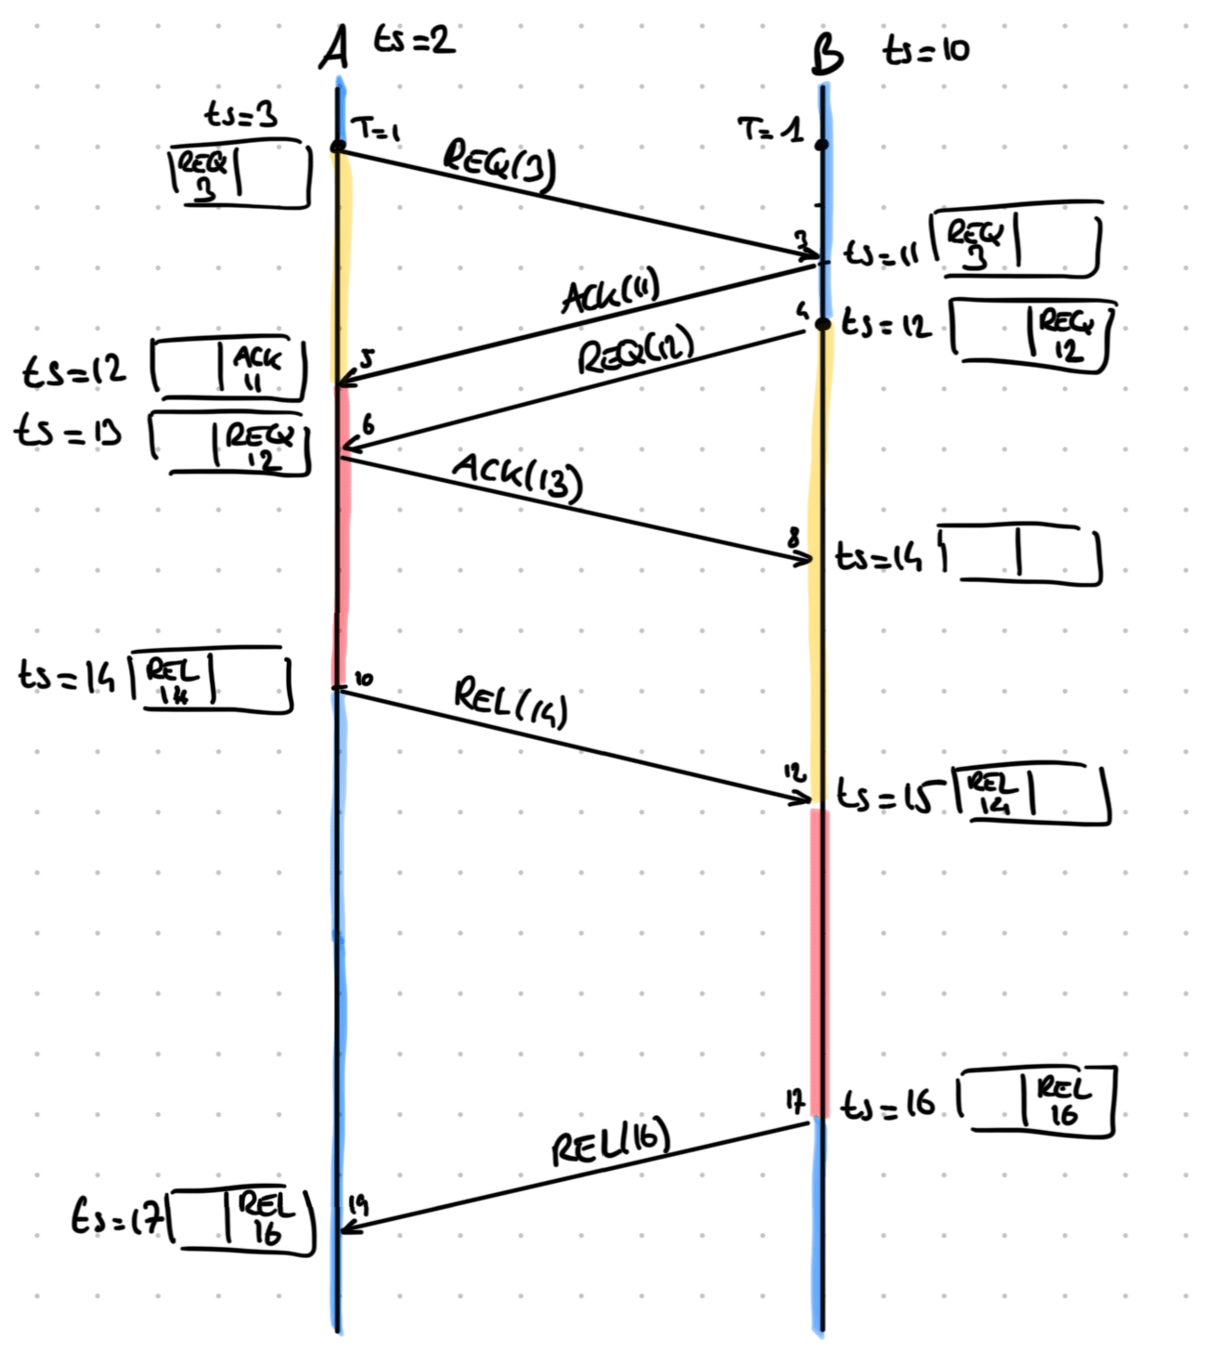 A ts=2
B ts=10
ts=3
T=1
T=1
REQ 3
REQ(3)
3
ts=11
REQ 3
ACK(11)
4
ts=12
REQ 12
REQ(12)
5
ts=12
ACK 11
6
ts=13
REQ 12
ACK(13)
8
ts=14
ts=14
REL 14
10
REL(14)
12
ts=15
REL 14
17
ts=16
REL 16
REL(16)
19
ts=17
REL 16